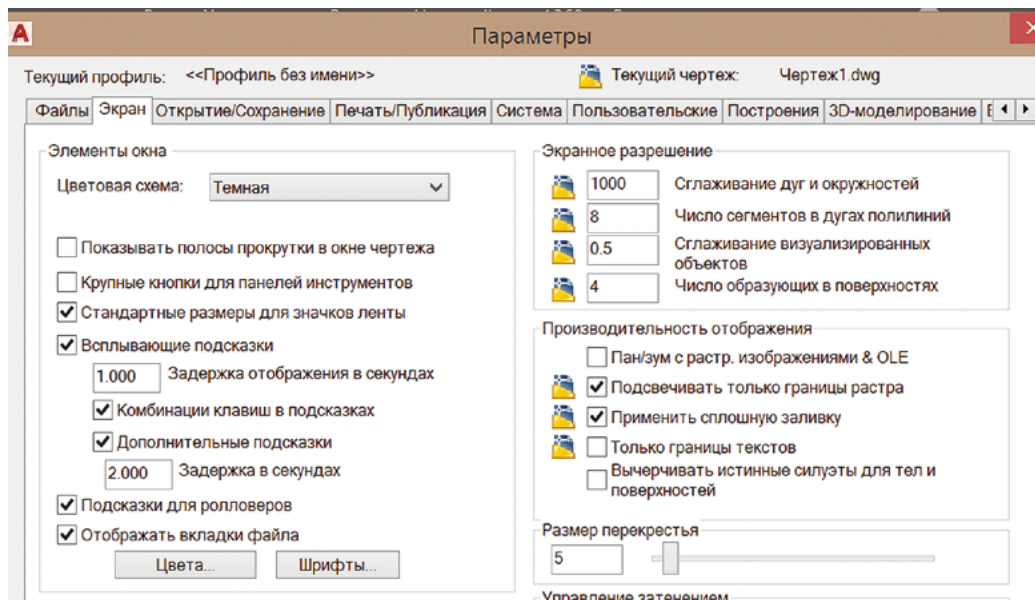 A
Параметры
Текущий профиль: <<Профиль без имени>> Текущий чертеж: Чертеж1.dwg
Файлы Экран Открытие/Сохранение Печать/Публикация Система Пользовательские Построения 3D-моделирование
Элементы окна
Цветовая схема: Темная
Показывать полосы прокрутки в окне чертежа
Крупные кнопки для панелей инструментов
Стандартные размеры для значков ленты
Всплывающие подсказки
1.000 Задержка отображения в секундах
Комбинации клавиш в подсказках
Дополнительные подсказки
2.000 Задержка в секундах
Подсказки для ролловеров
Отображать вкладки файла
Цвета... Шрифты...
Экранное разрешение
1000 Сглаживание дуг и окружностей
8 Число сегментов в дугах полилиний
0.5 Сглаживание визуализированных
объектов
4 Число образующих в поверхностях
Производительность отображения
Пан/зум с растр. изображениями & OLE
Подсвечивать только границы растра
Применить сплошную заливку
Только границы текстов
Вычерчивать истинные силуэты для тел и
поверхностей
Размер перекрестья
5
Управление затенением